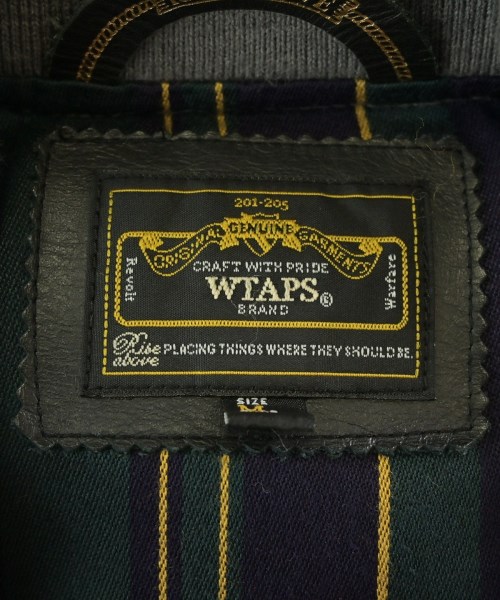 201-205
ORIGINAL GENUINE GARMENTS
CRAFT WITH PRIDE
WTAPS®
BRAND
Revolt
Warfare
Rise above
PLACING THINGS WHERE THEY SHOULD BE.
SIZE
M